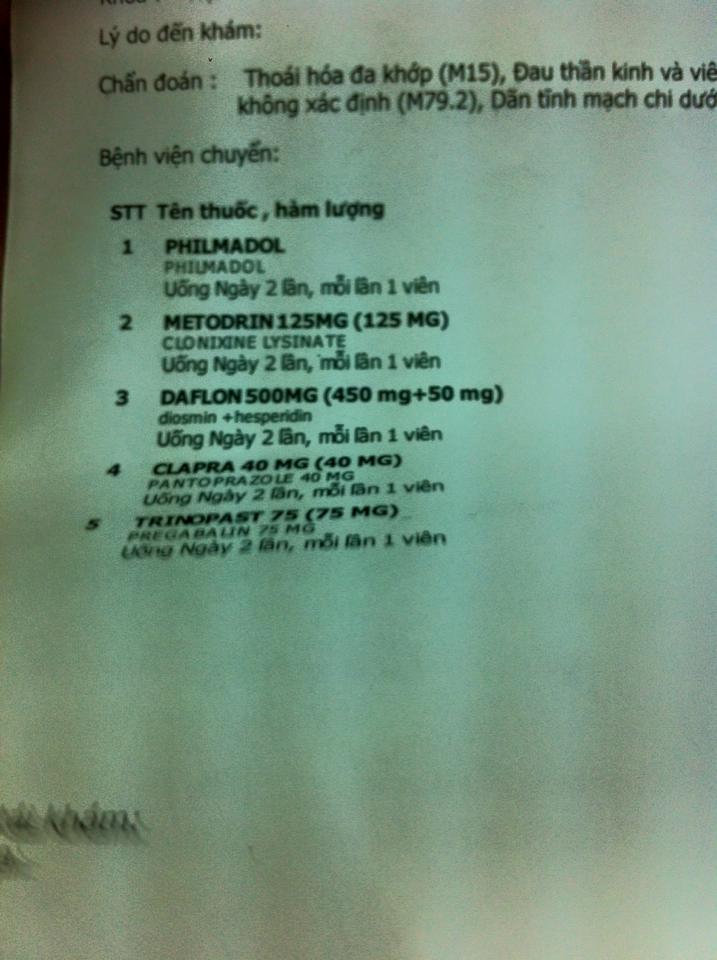 Lý do đến khám:
Chẩn đoán : Thoái hóa đa khớp (M15), Đau thần kinh và
không xác định (M79.2), Dãn tĩnh mạch chi
Bệnh viện chuyển:
STT Tên thuốc , hàm lượng
1 PHILMADOL
PHILMADOL
Uống Ngày 2 lần, mỗi lần 1 viên
2 METODRIN 125MG (125 MG)
CLONIXINE LYSINATE
Uống Ngày 2 lần, mỗi lần 1 viên
3 DAFLON 500MG (450 mg+50 mg)
diosmin +hesperidin
Uống Ngày 2 lần, mỗi lần 1 viên
4 CLAPRA 40 MG (40 MG)
PANTOPRAZOLE 40 MG
Uống Ngày 2 lần, mỗi lần 1 viên
5 TRINOPAST 75 (75 MG)
PREGABALIN 75 MG
Uống Ngày 2 lần, mỗi lần 1 viên
khám